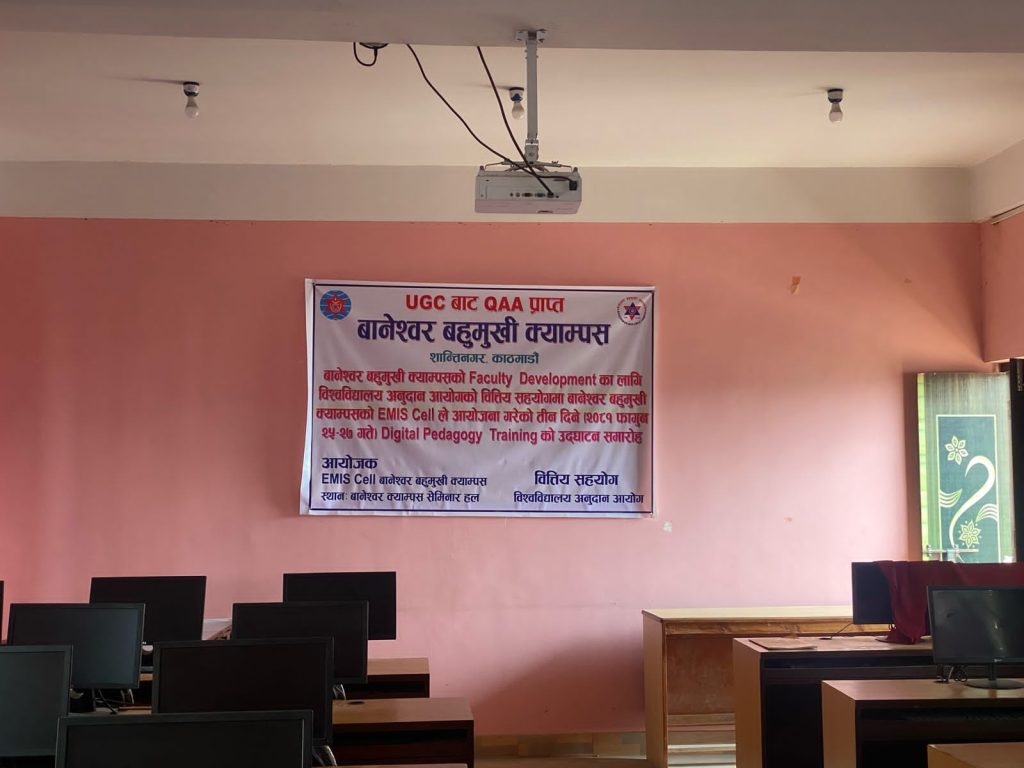 UGC बाट QAA प्राप्त
बानेश्वर बहुमुखी क्याम्पस
शान्तिनगर, काठमाडौं
बानेश्वर बहुमुखी क्याम्पसको Faculty Development का लागि
विश्वविद्यालय अनुदान आयोगको वित्तिय सहयोगमा बानेश्वर बहुमुखी
क्याम्पसको EMIS Cell ले आयोजना गरेको तीन दिने (२०८१ फागुन
२५-२७ गते) Digital Pedagogy Training को उद्घाटन समारोह
आयोजक
EMIS Cell बानेश्वर बहुमुखी क्याम्पस
स्थानः बानेश्वर क्याम्पस सेमिनार हल
वित्तिय सहयोग
विश्वविद्यालय अनुदान आयोग